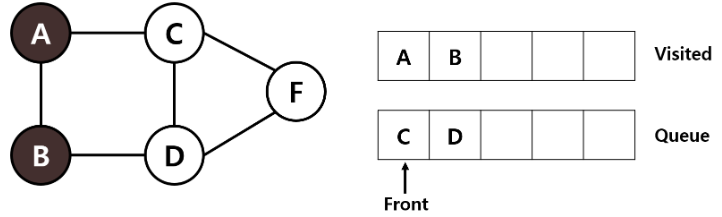 A C
F
B D
A B Visited
C D Queue
Front